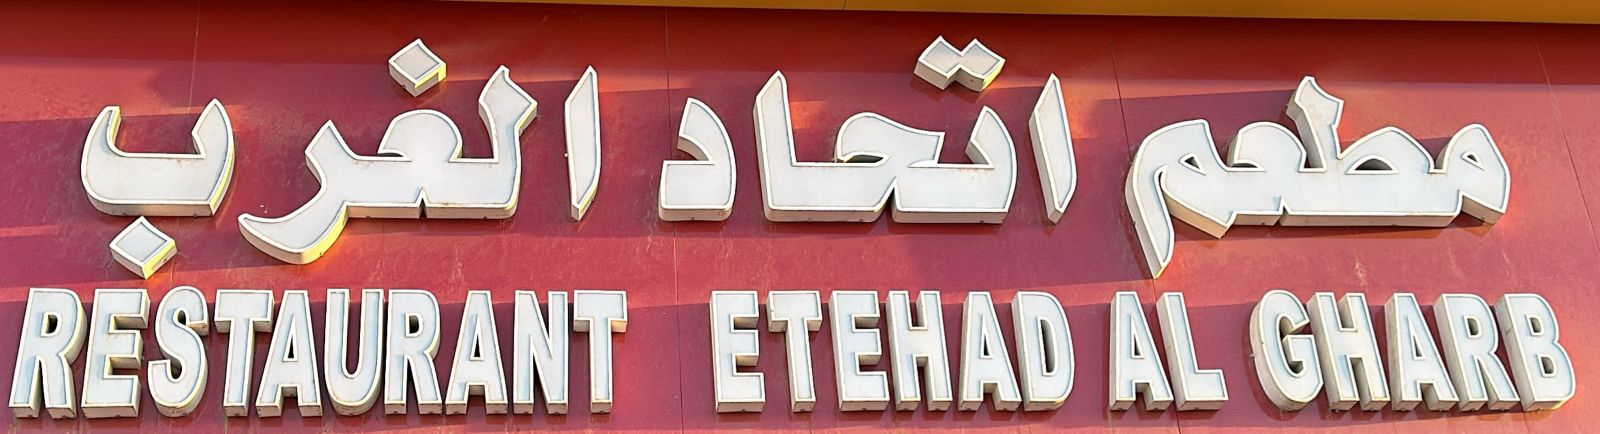 مطعم اتحاد الغرب
RESTAURANT ETEHAD AL GHARB